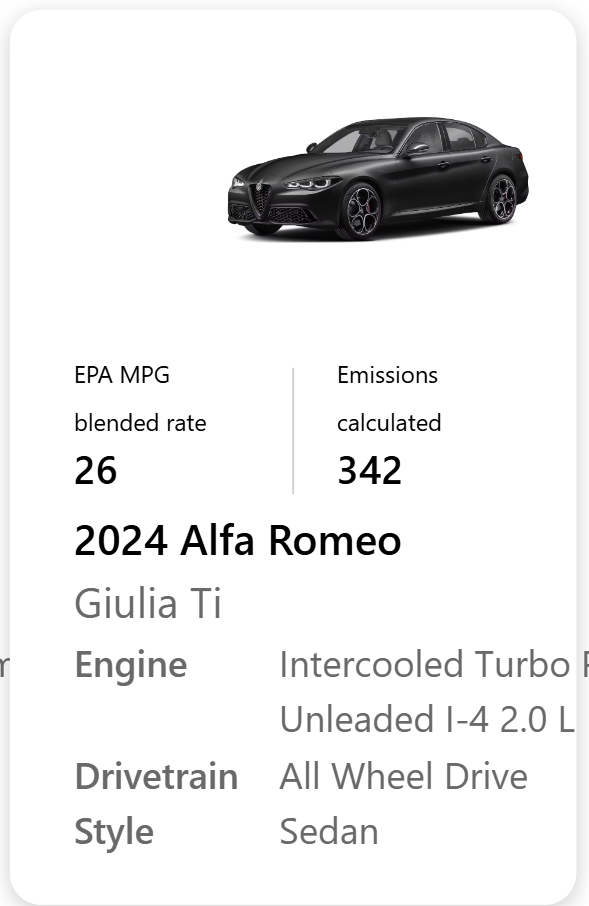 EPA MPG
blended rate
26
Emissions
calculated
342
2024 Alfa Romeo
Giulia Ti
Engine
Intercooled Turbo
Unleaded I-4 2.0 L
Drivetrain
All Wheel Drive
Style
Sedan